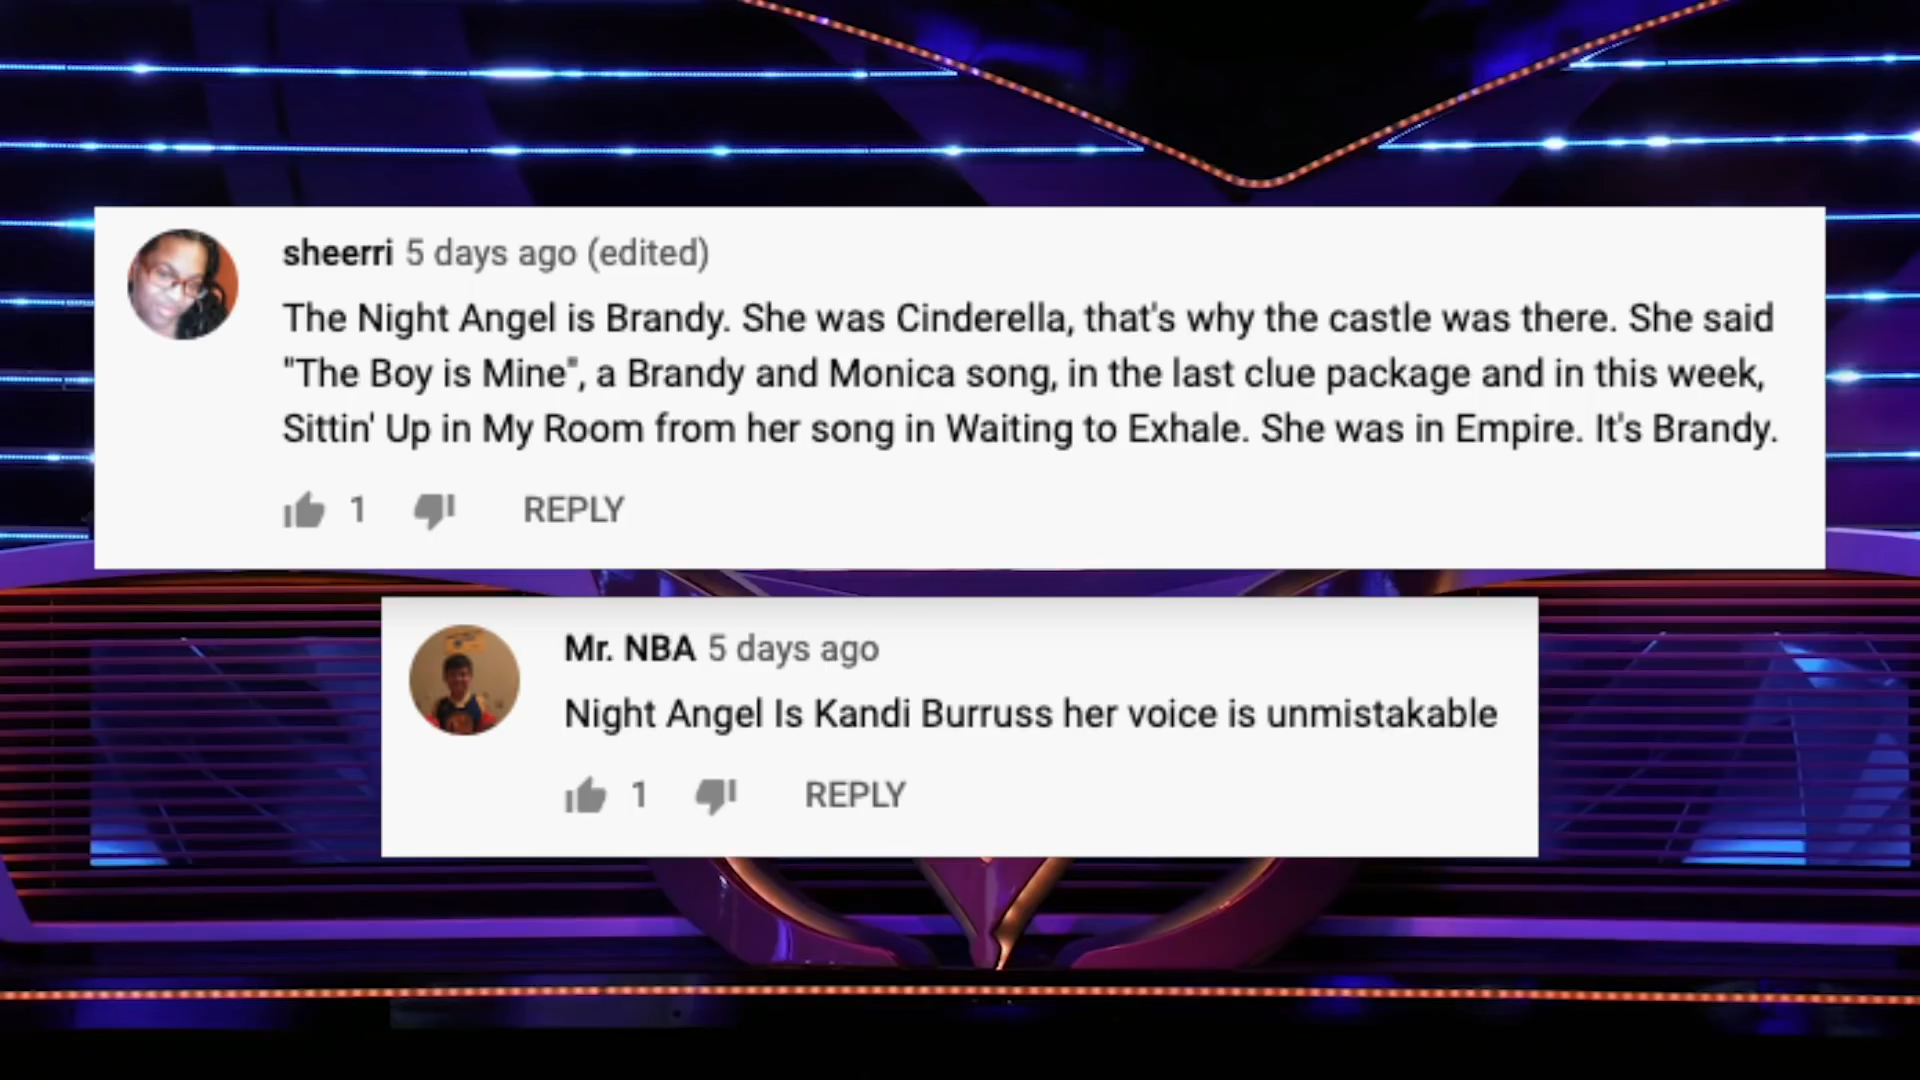 sheerri 5 days ago (edited)
The Night Angel is Brandy. She was Cinderella, that's why the castle was there. She said
"The Boy is Mine", a Brandy and Monica song, in the last clue package and in this week,
Sittin' Up in My Room from her song in Waiting to Exhale. She was in Empire. It's Brandy.
1 REPLY
Mr. NBA 5 days ago
Night Angel Is Kandi Burruss her voice is unmistakable
1 REPLY